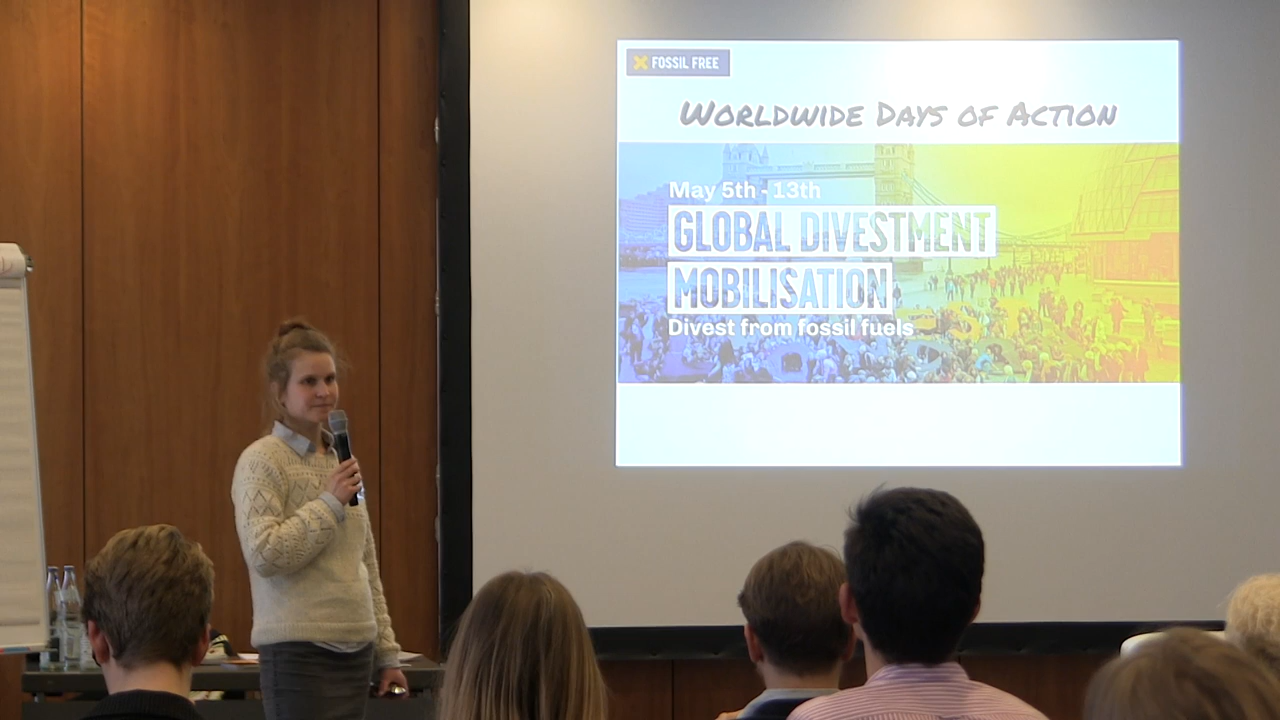 FOSSIL FREE
WORLDWIDE DAYS OF ACTION
May 5th - 13th
GLOBAL DIVESTMENT
MOBILISATION
Divest from fossil fuels